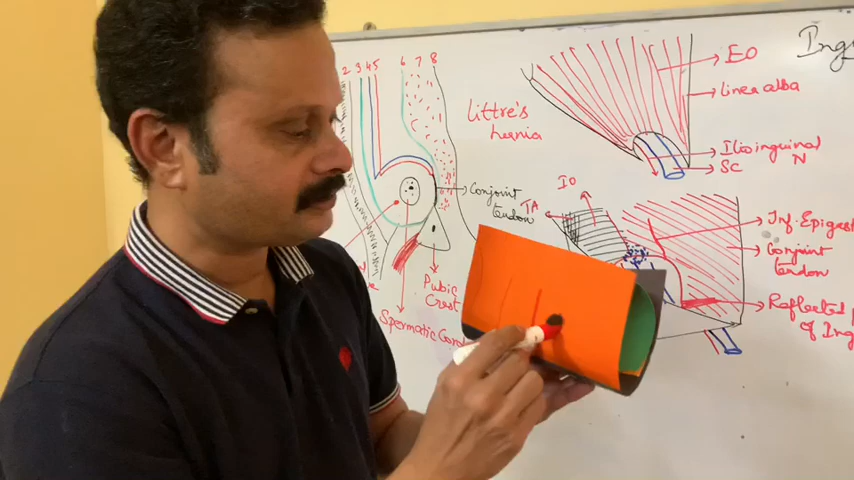 2 3 4 5 6 7 8
Littre's
hernia
Conjoint
tendon
Pubic
Crest
Spermatic Cord
EO
linea alba
Ilioinguinal
N
SC
IO
TA
Inf. Epigast
Conjoint
tendon
Reflected
of Ing
Ing